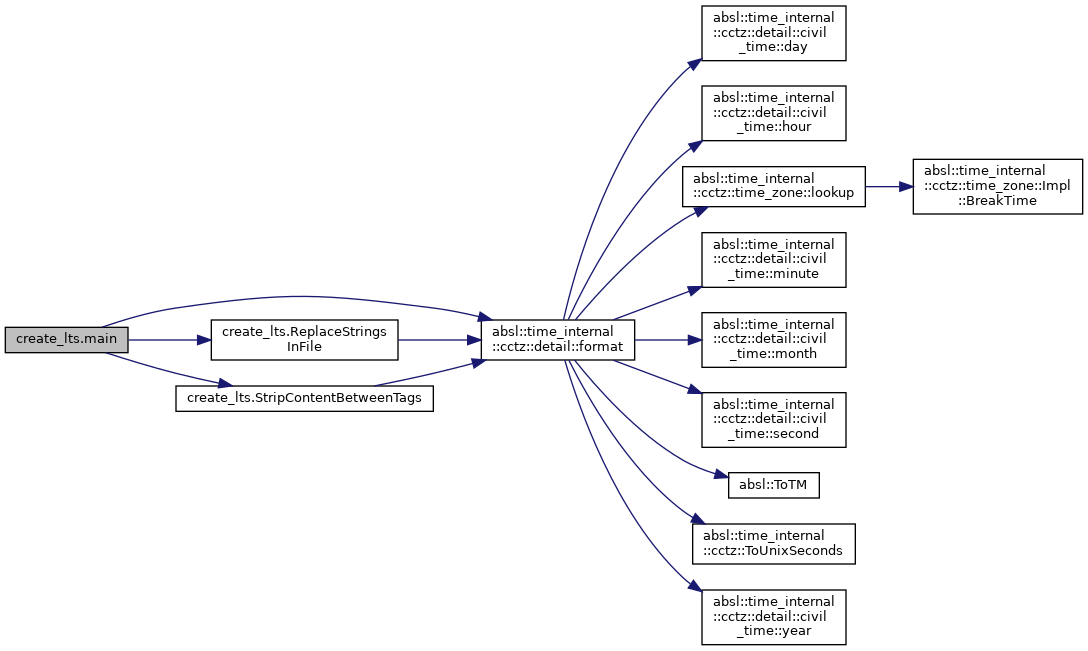 create_lts.main
create_lts.ReplaceStrings
InFile
create_lts.StripContentBetweenTags
absl::time_internal
::cctz::detail::format
absl::time_internal
::cctz::detail::civil
_time::day
absl::time_internal
::cctz::detail::civil
_time::hour
absl::time_internal
::cctz::time_zone::lookup
absl::time_internal
::cctz::time_zone::Impl
::BreakTime
absl::time_internal
::cctz::detail::civil
_time::minute
absl::time_internal
::cctz::detail::civil
_time::month
absl::time_internal
::cctz::detail::civil
_time::second
absl::ToTM
absl::time_internal
::cctz::ToUnixSeconds
absl::time_internal
::cctz::detail::civil
_time::year